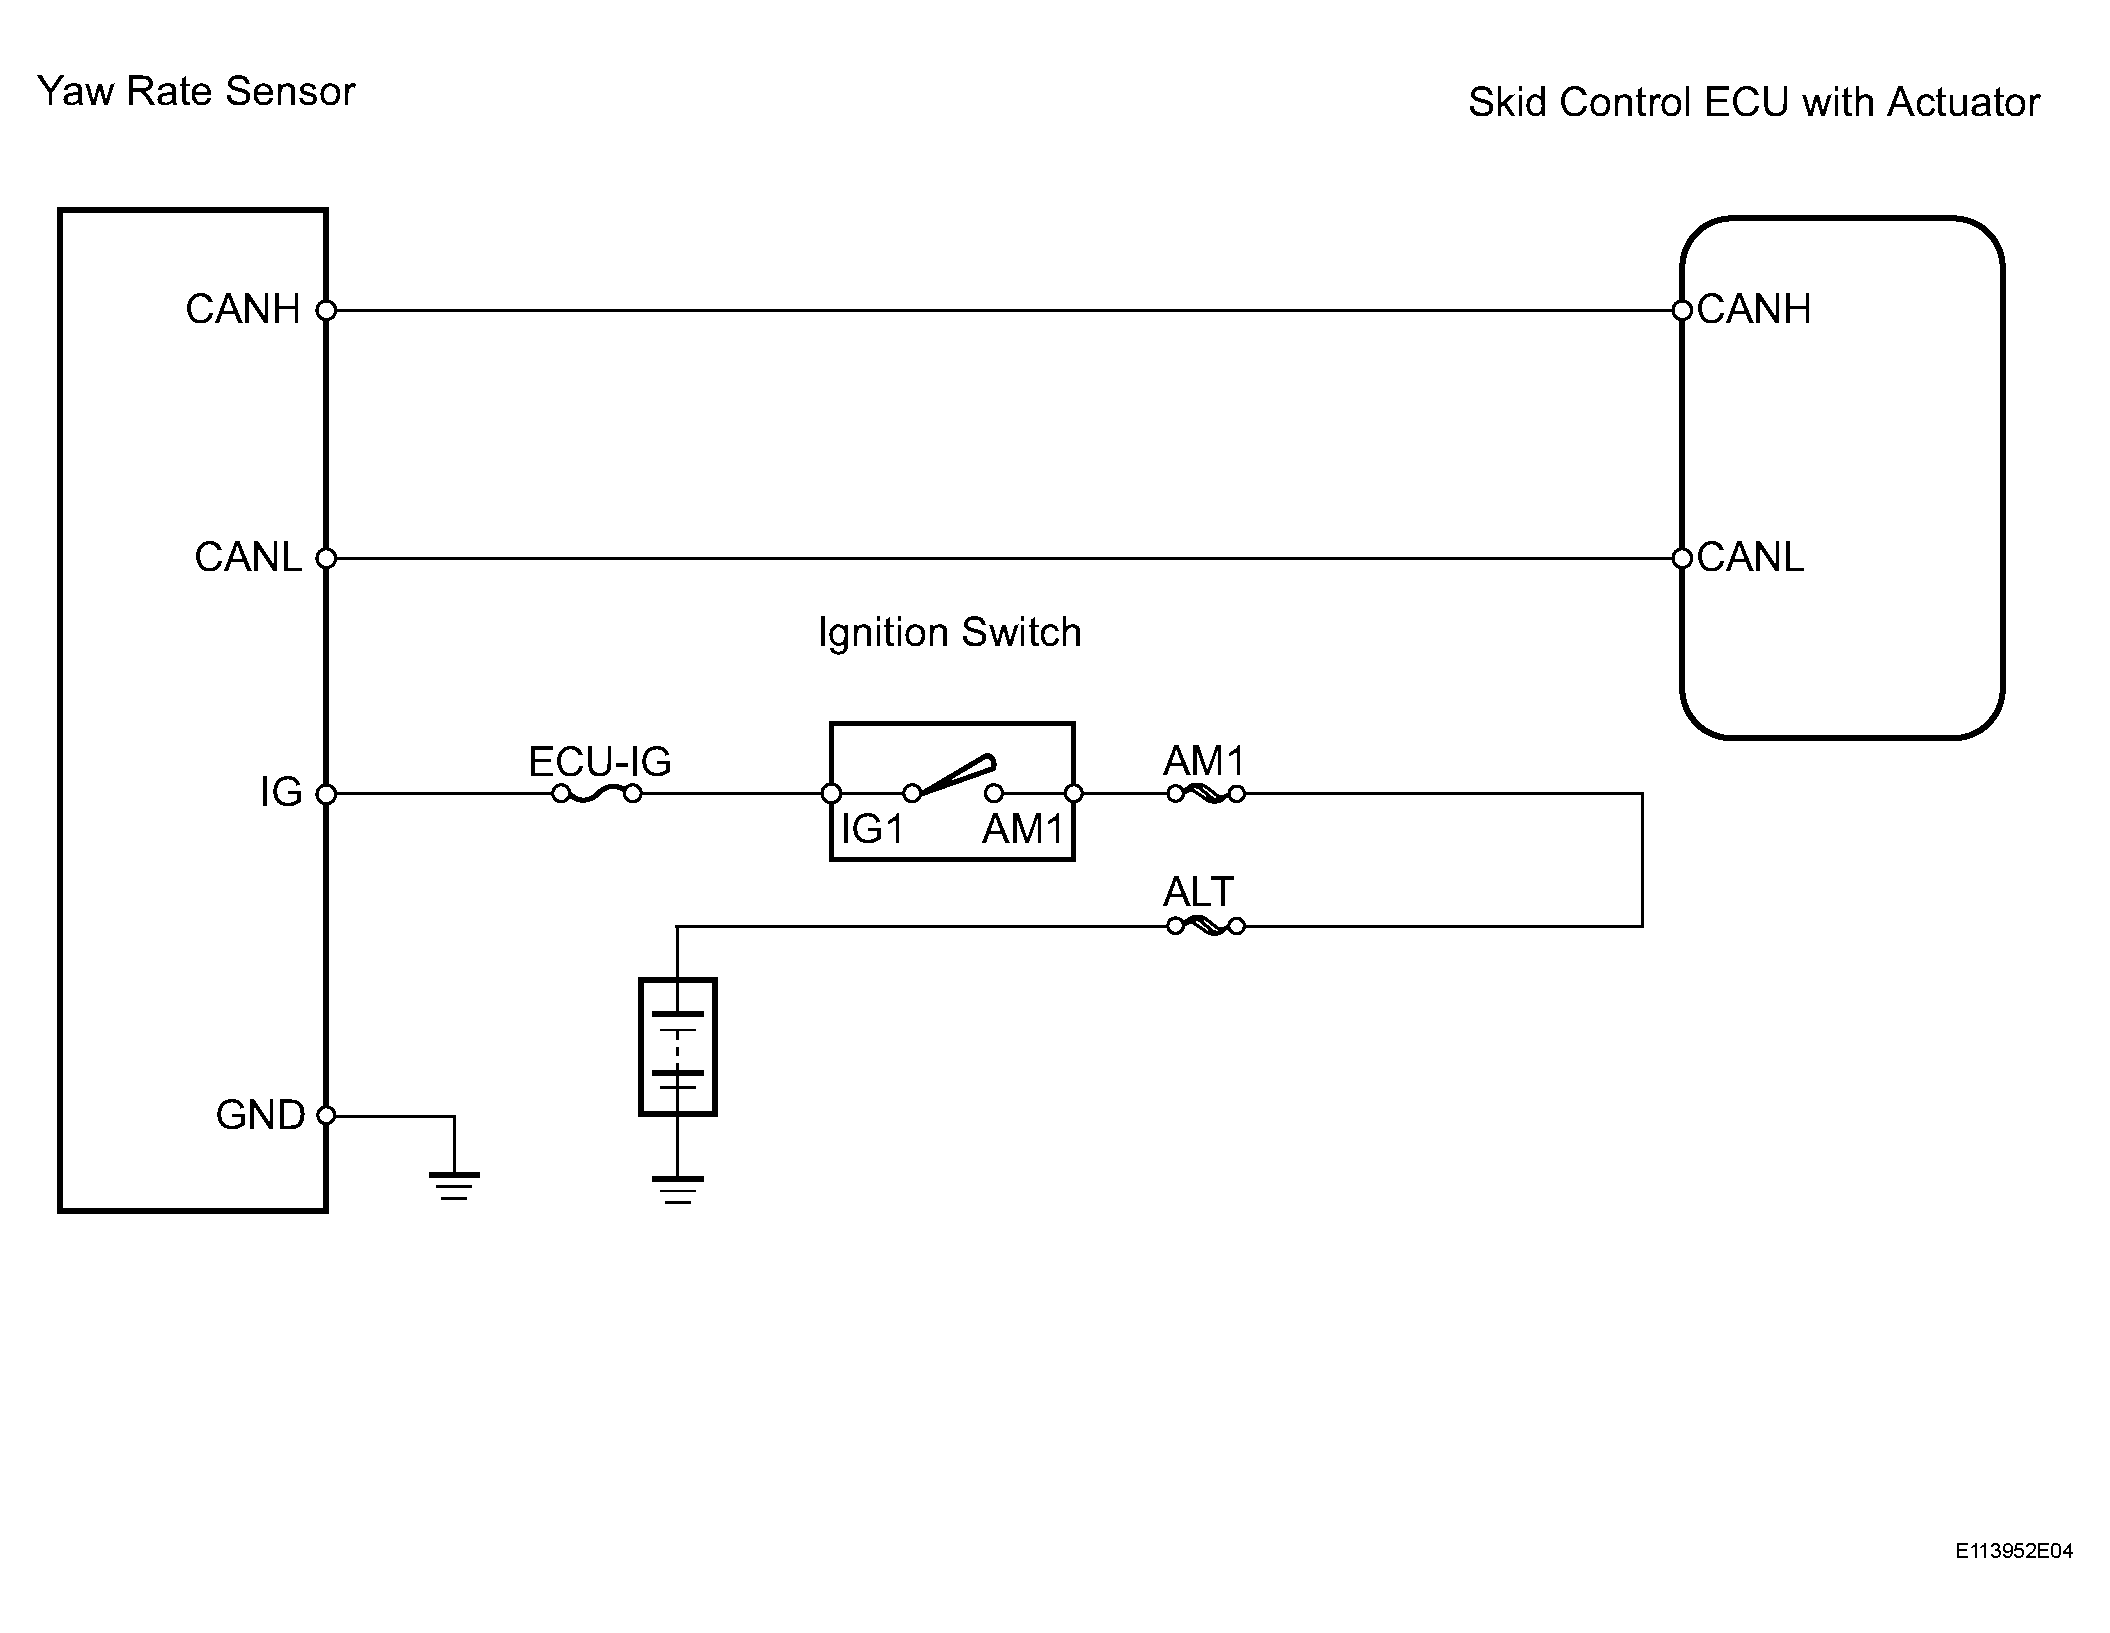 Yaw Rate Sensor
Skid Control ECU with Actuator
CANH
CANH
CANL
CANL
Ignition Switch
IG
ECU-IG
IG1
AM1
AM1
ALT
GND
E113952E04